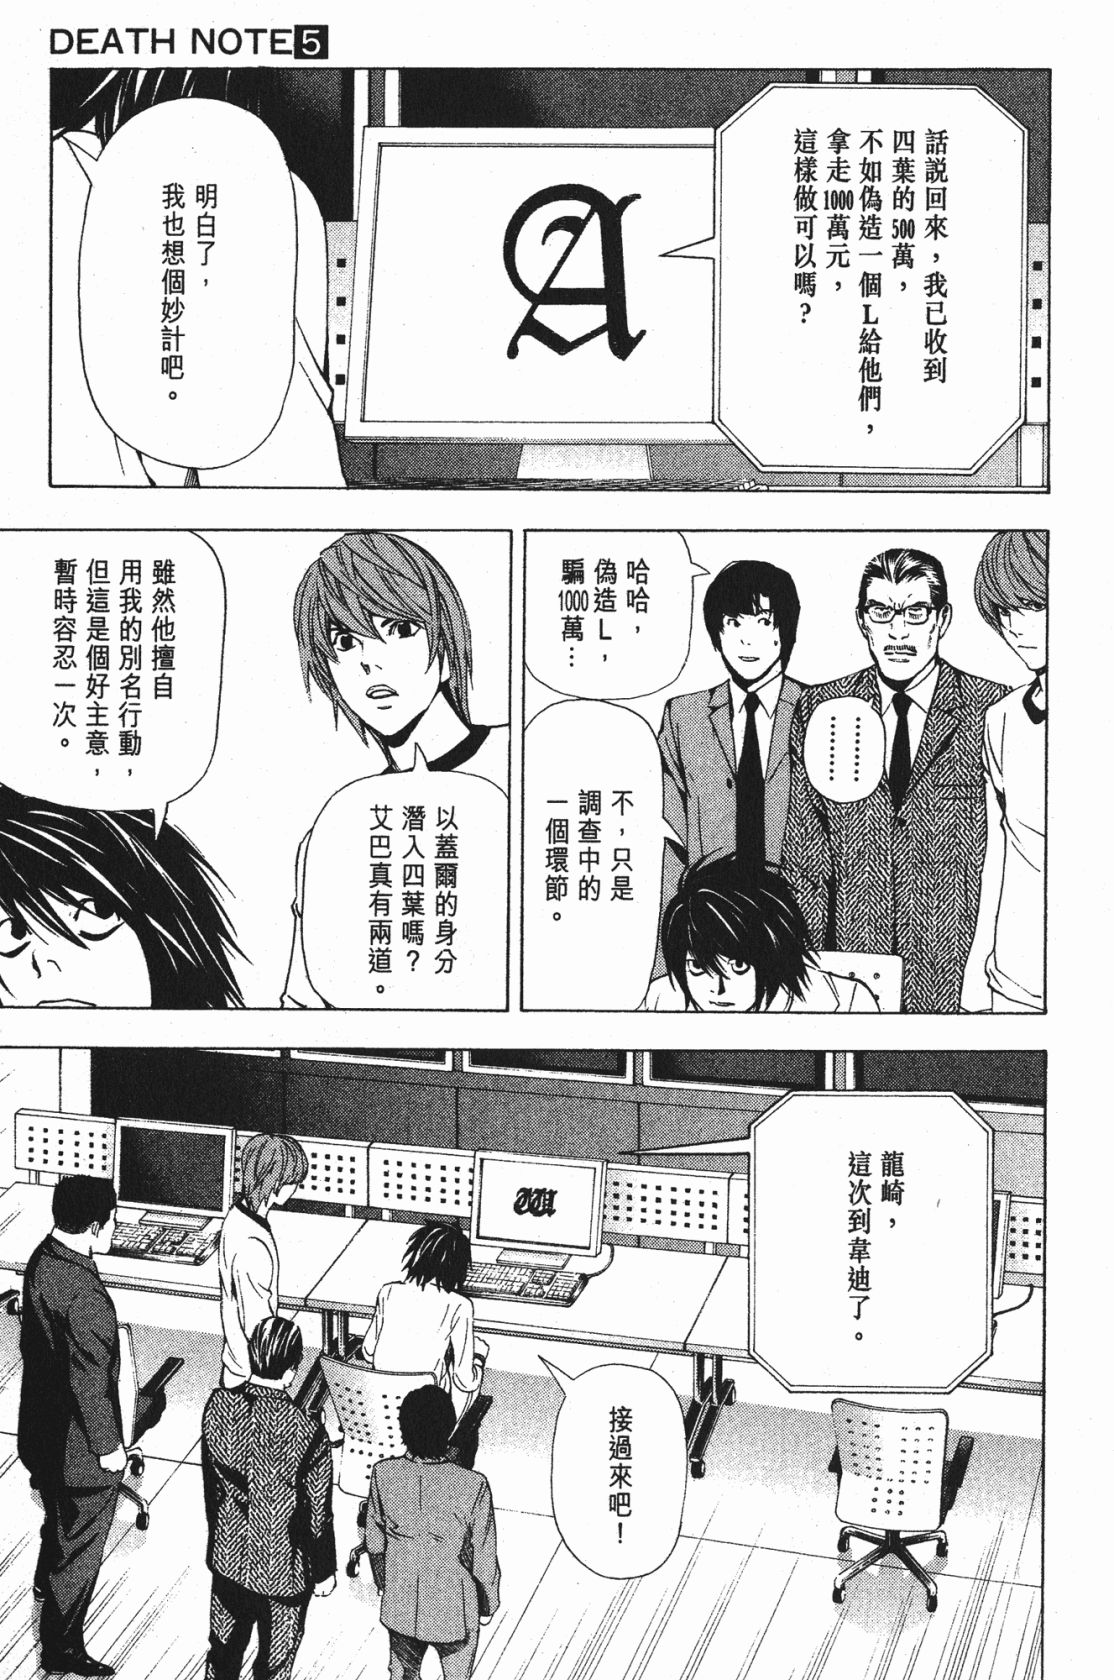 DEATH NOTE 5
話說回來，我已收到
四葉的500萬，
不如偽造一個L給他們，
拿走1000萬元，
這樣做可以嗎？
A
明白了，
我也想個妙計吧。
哈哈，
偽造L，
騙1000萬…
…………
不，只是
調查中的
一個環節。
以蓋爾的身分
潛入四葉嗎？
艾巴真有兩道。
雖然他擅自
用我的別名行動，
但這是個好主意，
暫時容忍一次。
龍崎，
這次到韋迪了。
W
接過來吧！